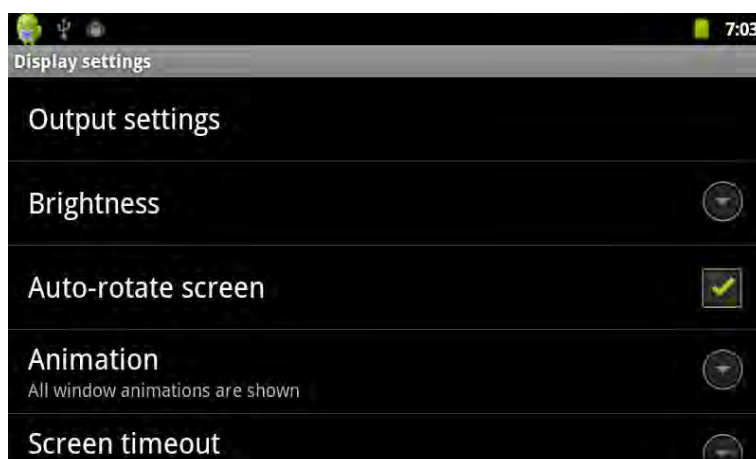 7:03
Display settings
Output settings
Brightness
Auto-rotate screen
Animation
All window animations are shown
Screen timeout